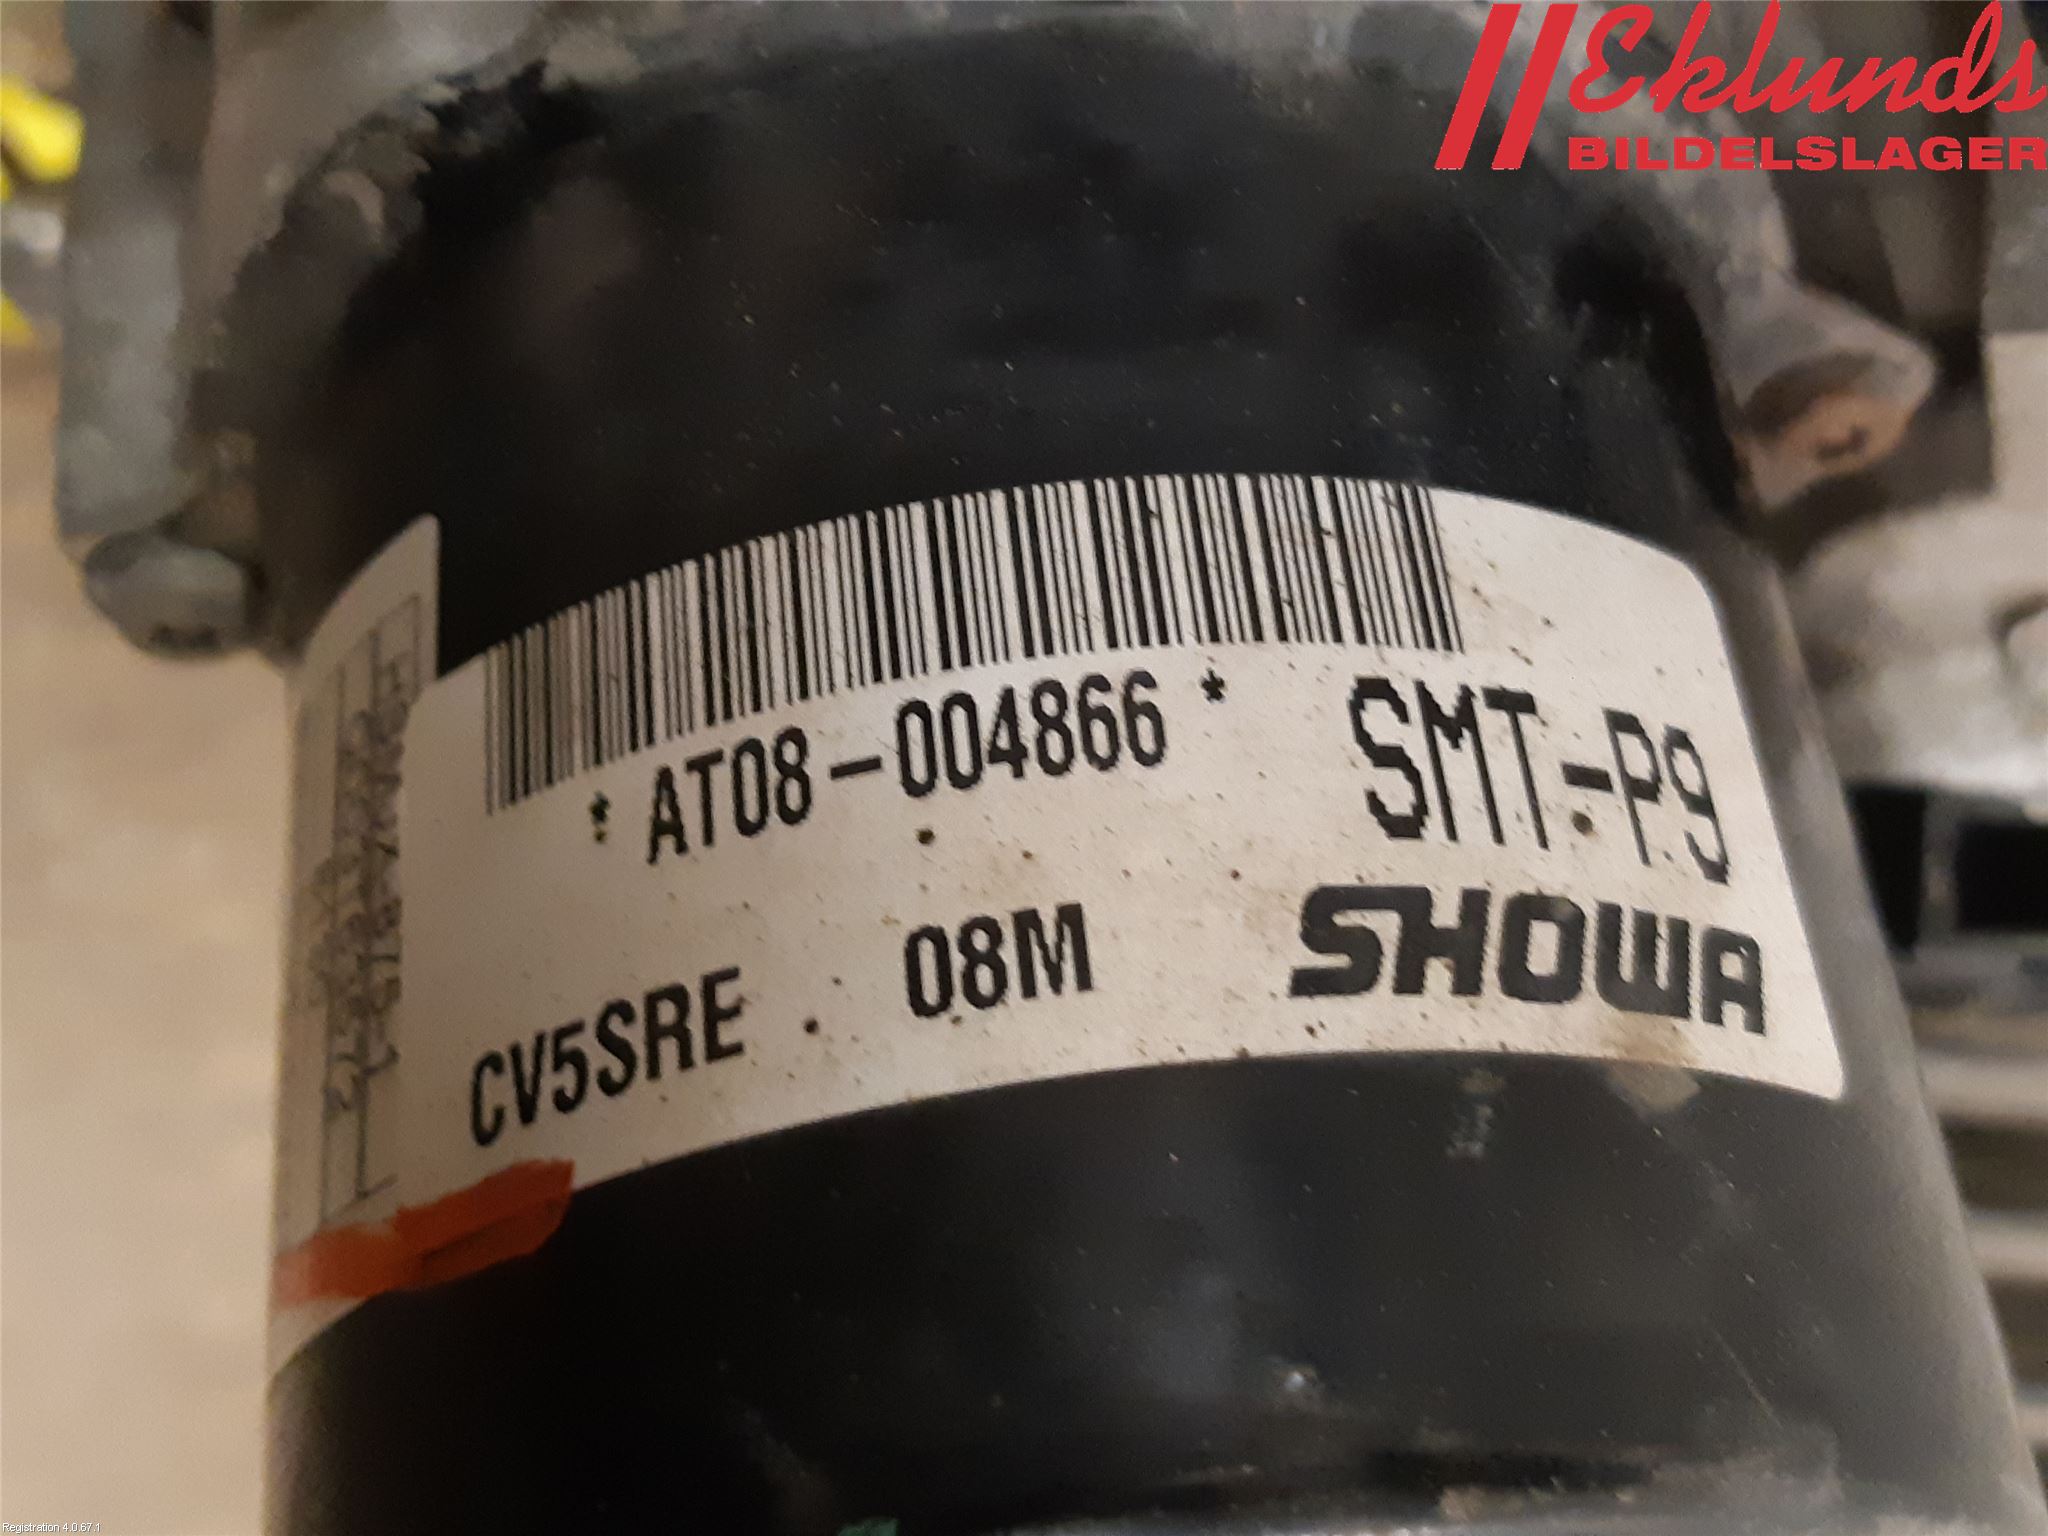 Eklunds
BILDELSLAGER
* AT08-004866 * SMT-P9
CV5SRE 08M SHOWA
Registration 4.0.67.1